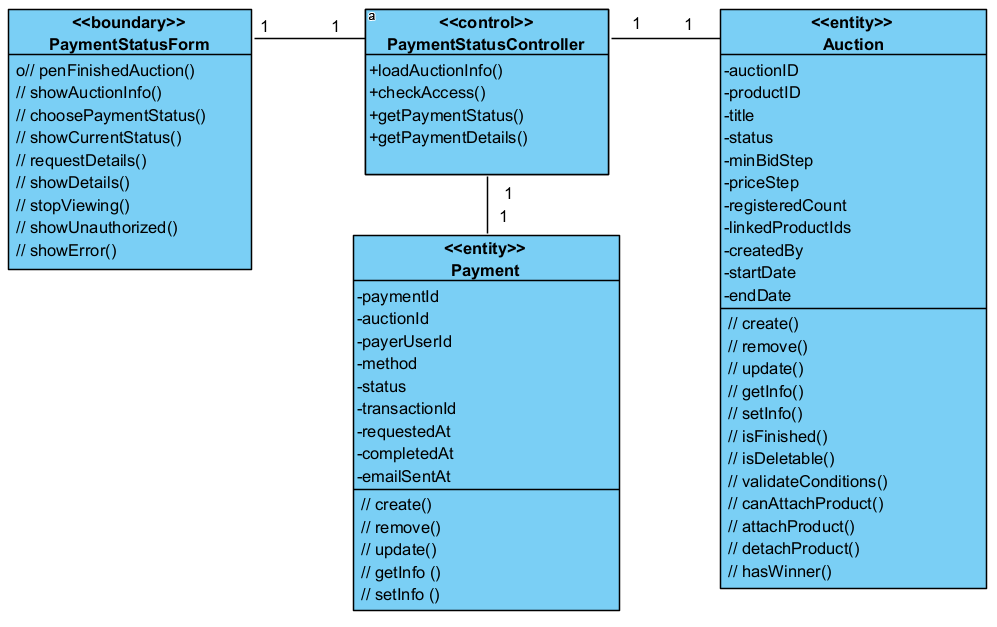 <<boundary>>
PaymentStatusForm
o// penFinishedAuction()
// showAuctionInfo()
// choosePaymentStatus()
// showCurrentStatus()
// requestDetails()
// showDetails()
// stopViewing()
// showUnauthorized()
// showError()
1 1
a
<<control>>
PaymentStatusController
+loadAuctionInfo()
+checkAccess()
+getPaymentStatus()
+getPaymentDetails()
1 1
1
1
<<entity>>
Payment
-paymentId
-auctionId
-payerUserId
-method
-status
-transactionId
-requestedAt
-completedAt
-emailSentAt
// create()
// remove()
// update()
// getInfo ()
// setInfo ()
<<entity>>
Auction
-auctionID
-productID
-title
-status
-minBidStep
-priceStep
-registeredCount
-linkedProductIds
-createdBy
-startDate
-endDate
// create()
// remove()
// update()
// getInfo()
// setInfo()
// isFinished()
// isDeletable()
// validateConditions()
// canAttachProduct()
// attachProduct()
// detachProduct()
// hasWinner()